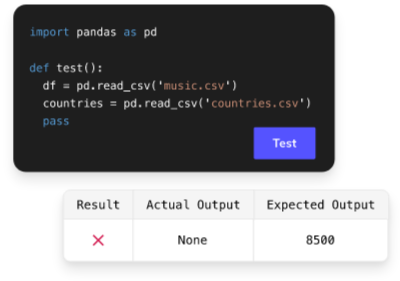 import pandas as pd
def test():
df = pd.read_csv('music.csv')
countries = pd.read_csv('countries.csv')
pass
Test
Result Actual Output Expected Output
None 8500